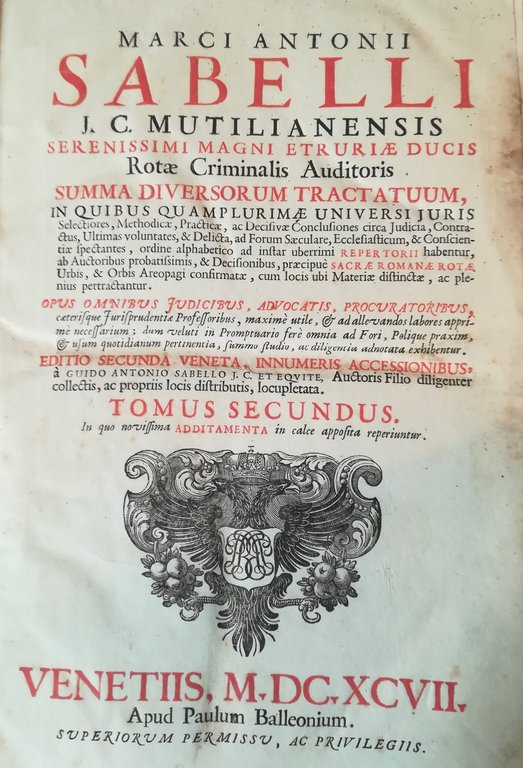 MARCI ANTONII
SABELLI
J. C. MUTILIANENSIS
SERENISSIMI MAGNI ETRURIÆ DUCIS
Rotæ Criminalis Auditoris
SUMMA DIVERSORUM TRACTATUUM,
IN QUIBUS QUAMPLURIMÆ UNIVERSI JURIS
Selectiores, Methodicæ, Practicæ, ac Decisivæ Conclusiones circa Judicia, Contra-
ctus, Ultimas voluntates, & Delicta, ad Forum Sæculare, Ecclesiasticum, & Conscien-
tiæ spectantes, ordine alphabetico ad instar uberrimi REPERTORII habentur,
ab Auctoribus probatissimis, & Decisionibus, præcipuè SACRÆ ROMANÆ ROTÆ,
Urbis, & Orbis Areopagi confirmatæ, cum locis ubi Materiæ distinctæ, ac ple-
nius pertractantur.
OPUS OMNIBUS JUDICIBUS, ADVOCATIS, PROCURATORIBUS,
cæterisque Jurisprudentiæ Professoribus, maximè utile, & ad allevandos labores appri-
mè necessarium: dum veluti in Promptuario ferè omnia ad Fori, Polique praxim,
& usum quotidianum pertinentia, summo studio, ac diligentia adnotata exhibentur.
EDITIO SECUNDA VENETA, INNUMERIS ACCESSIONIBUS,
à GUIDO ANTONIO SABELLO J. C. ET EQVITE, Auctoris Filio diligenter
collectis, ac propriis locis distributis, locupletata.
TOMUS SECUNDUS.
In quo novissima ADDITAMENTA in calce apposita reperiuntur.
VENETIIS, M.DC.XCVII.
Apud Paulum Balleonium.
SUPERIORUM PERMISSU, AC PRIVILEGIIS.